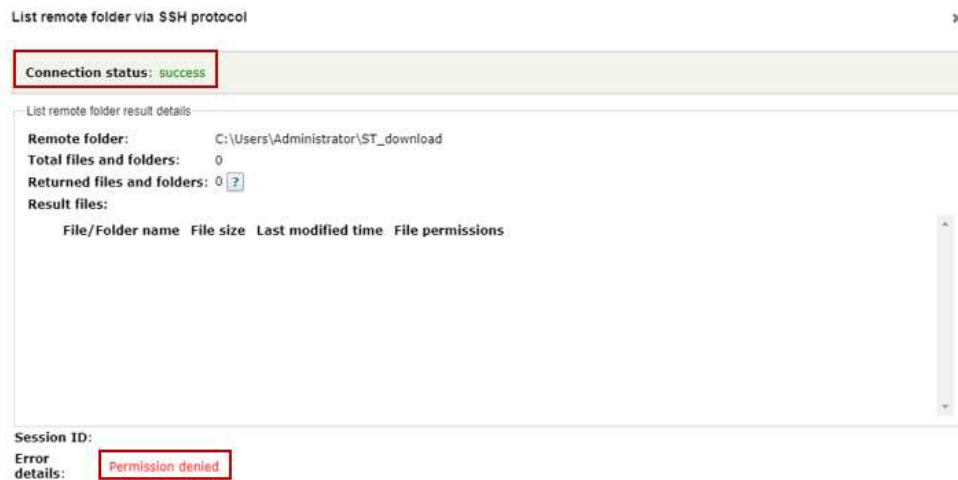 List remote folder via SSH protocol
Connection status: success
List remote folder result details
Remote folder: C:\Users\Administrator\ST_download
Total files and folders: 0
Returned files and folders: 0 ?
Result files:
File/Folder name File size Last modified time File permissions
Session ID:
Error
details: Permission denied